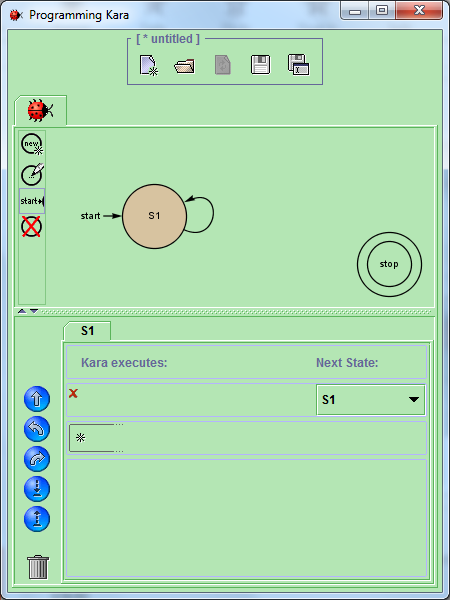 Programming Kara
[ * untitled ]
new
start
start
S1
stop
S1
Kara executes:
Next State:
S1